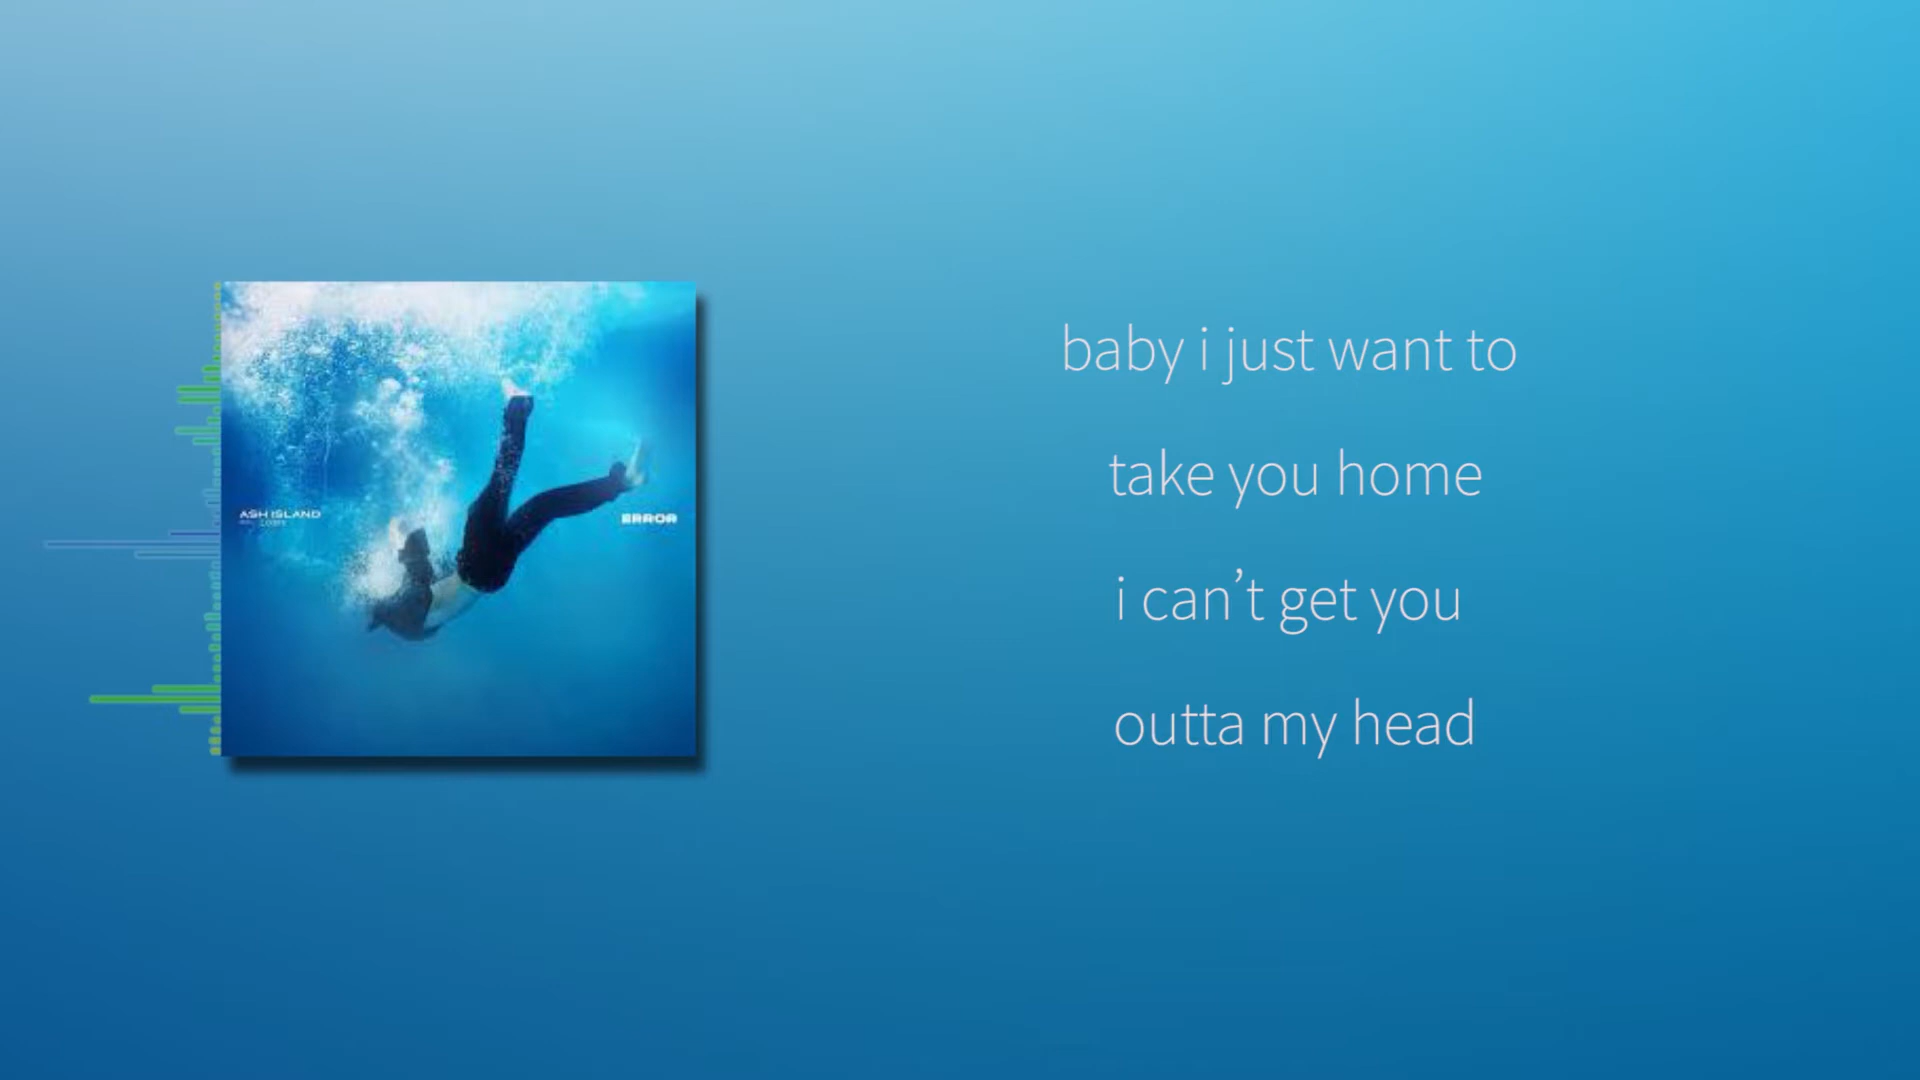 ASH ISLAND
ERROR
baby i just want to
take you home
i can’t get you
outta my head